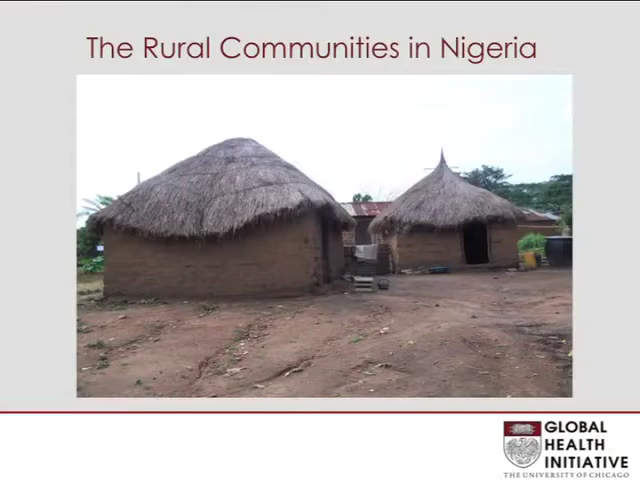 The Rural Communities in Nigeria
GLOBAL
HEALTH
INITIATIVE
THE UNIVERSITY OF CHICAGO